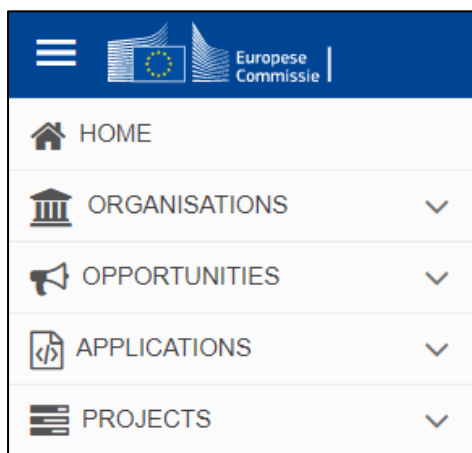 Europese
Commissie
HOME
ORGANISATIONS
OPPORTUNITIES
APPLICATIONS
PROJECTS